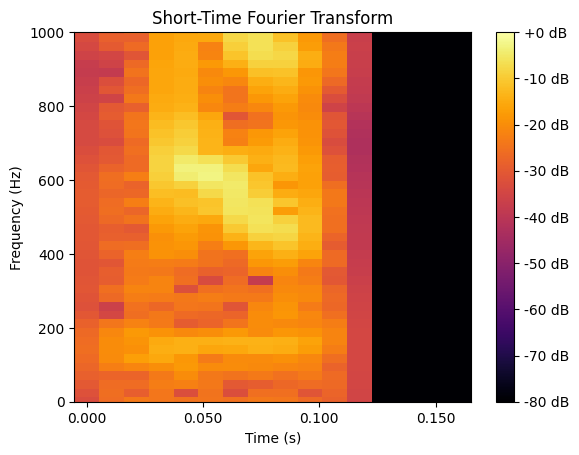 Short-Time Fourier Transform
1000
800
600
400
200
0
Frequency (Hz)
0.000
0.050
0.100
0.150
Time (s)
+0 dB
-10 dB
-20 dB
-30 dB
-40 dB
-50 dB
-60 dB
-70 dB
-80 dB